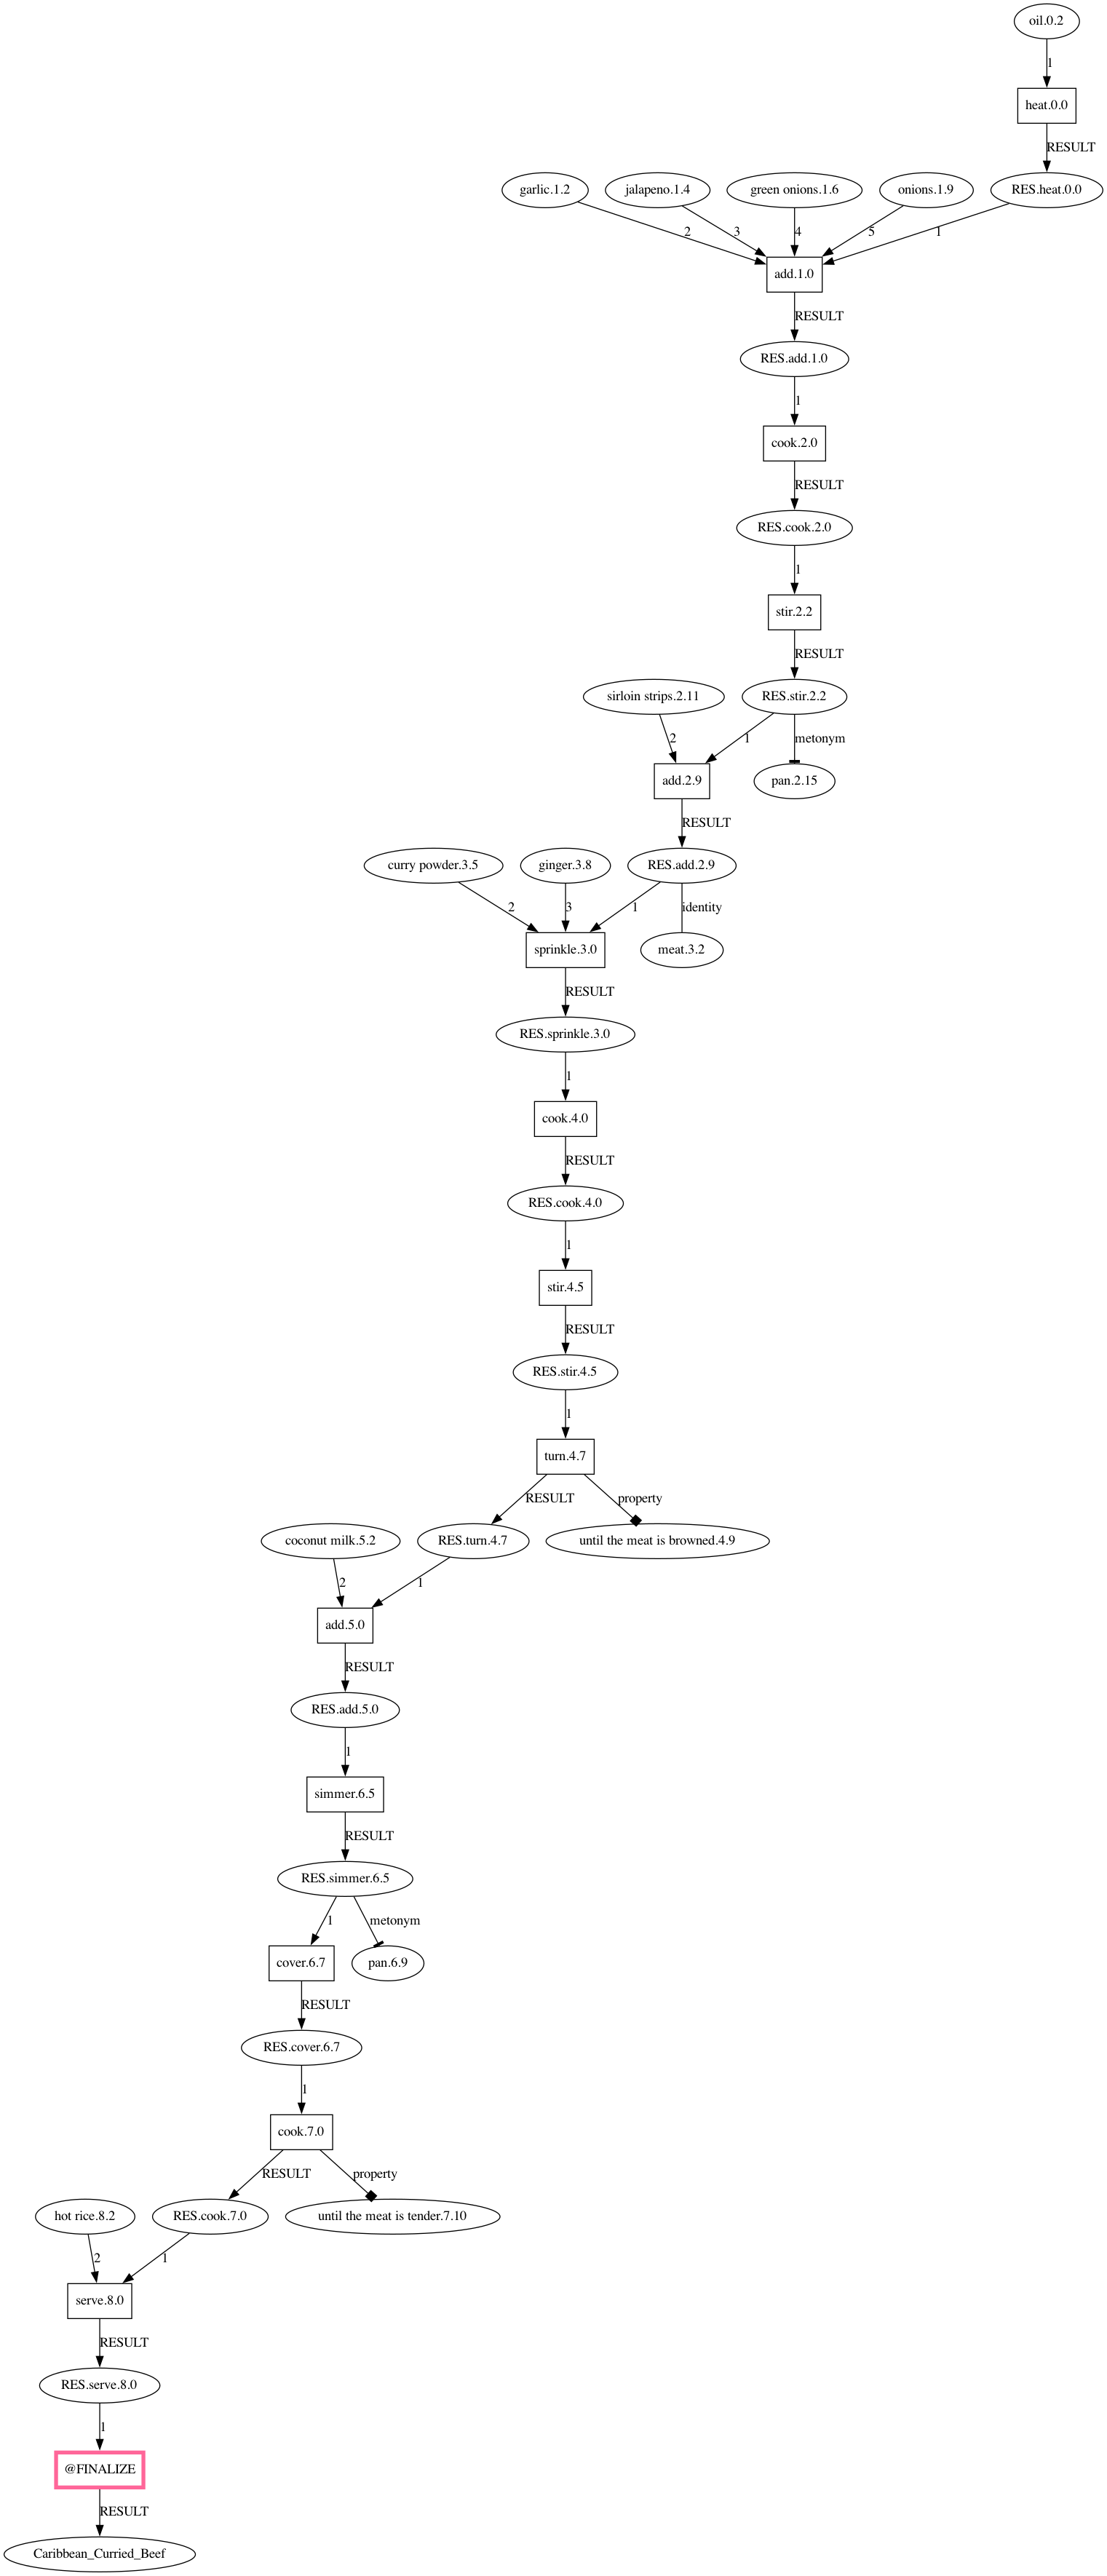 oil.0.2
1
heat.0.0
RESULT
garlic.1.2 jalapeno.1.4 green onions.1.6 onions.1.9 RES.heat.0.0
2 3 4 5 1
add.1.0
RESULT
RES.add.1.0
1
cook.2.0
RESULT
RES.cook.2.0
1
stir.2.2
RESULT
sirloin strips.2.11 RES.stir.2.2
2 1 metonym
add.2.9 pan.2.15
RESULT
curry powder.3.5 ginger.3.8 RES.add.2.9
2 3 1 identity
sprinkle.3.0 meat.3.2
RESULT
RES.sprinkle.3.0
1
cook.4.0
RESULT
RES.cook.4.0
1
stir.4.5
RESULT
RES.stir.4.5
1
turn.4.7
RESULT property
coconut milk.5.2 RES.turn.4.7 until the meat is browned.4.9
2 1
add.5.0
RESULT
RES.add.5.0
1
simmer.6.5
RESULT
RES.simmer.6.5
1 metonym
cover.6.7 pan.6.9
RESULT
RES.cover.6.7
1
cook.7.0
RESULT property
hot rice.8.2 RES.cook.7.0 until the meat is tender.7.10
2 1
serve.8.0
RESULT
RES.serve.8.0
1
@FINALIZE
RESULT
Caribbean_Curried_Beef